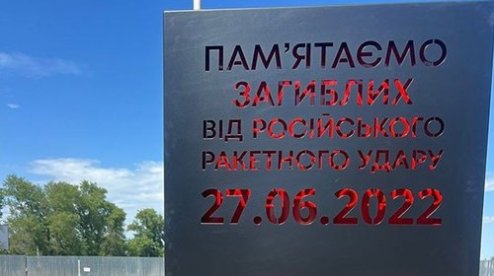 ПАМ’ЯТАЄМО
ЗАГИБЛИХ
ВІД РОСІЙСЬКОГО
РАКЕТНОГО УДАРУ
27.06.2022